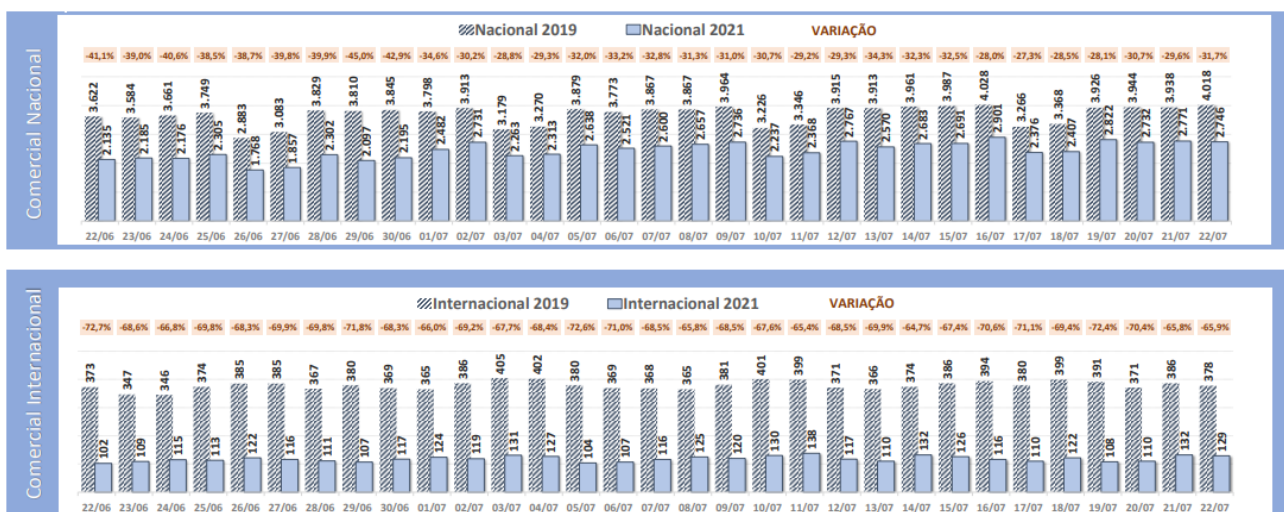 Comercial Nacional
Nacional 2019 Nacional 2021 VARIAÇÃO
-41,1% -39,0% -40,6% -38,5% -38,7% -39,8% -39,9% -45,0% -42,9% -34,6% -30,2% -28,8% -29,3% -32,0% -33,2% -32,8% -31,3% -31,0% -30,7% -29,2% -29,3% -34,3% -32,3% -32,5% -28,0% -27,3% -28,5% -28,1% -30,7% -29,6% -31,7%
3.622 3.584 3.661 3.749 2.883 3.083 3.829 3.810 3.845 3.798 3.913 3.179 3.270 3.879 3.773 3.867 3.867 3.964 3.226 3.346 3.915 3.913 3.961 3.987 4.028 3.266 3.368 3.926 3.944 3.938 4.018
2.135 2.185 2.176 2.305 1.768 1.857 2.302 2.097 2.195 2.482 2.731 2.263 2.313 2.638 2.521 2.600 2.657 2.736 2.237 2.368 2.767 2.570 2.683 2.691 2.901 2.376 2.407 2.822 2.732 2.771 2.746
22/06 23/06 24/06 25/06 26/06 27/06 28/06 29/06 30/06 01/07 02/07 03/07 04/07 05/07 06/07 07/07 08/07 09/07 10/07 11/07 12/07 13/07 14/07 15/07 16/07 17/07 18/07 19/07 20/07 21/07 22/07
Comercial Internacional
Internacional 2019 Internacional 2021 VARIAÇÃO
-72,7% -68,6% -66,8% -69,8% -68,3% -69,9% -69,8% -71,8% -68,3% -66,0% -69,2% -67,7% -68,4% -72,6% -71,0% -68,5% -65,8% -68,5% -67,6% -65,4% -68,5% -69,9% -64,7% -67,4% -70,6% -71,1% -69,4% -72,4% -70,4% -65,8% -65,9%
373 347 346 374 385 385 367 380 369 365 386 405 402 380 369 368 365 381 401 399 371 366 374 386 394 380 399 391 371 386 378
102 109 115 113 122 116 111 107 117 124 119 131 127 104 107 116 125 120 130 138 117 110 132 126 116 110 122 108 110 132 129
22/06 23/06 24/06 25/06 26/06 27/06 28/06 29/06 30/06 01/07 02/07 03/07 04/07 05/07 06/07 07/07 08/07 09/07 10/07 11/07 12/07 13/07 14/07 15/07 16/07 17/07 18/07 19/07 20/07 21/07 22/07